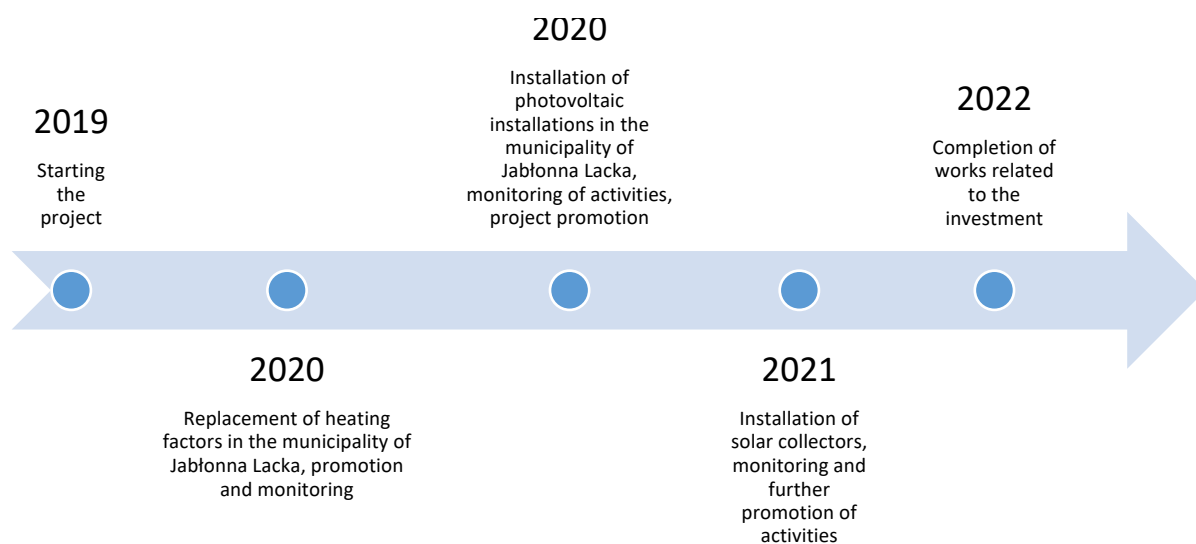 2019
Starting
the
project
2020
Replacement of heating
factors in the municipality of
Jabłonna Lacka, promotion
and monitoring
2020
Installation of
photovoltaic
installations in the
municipality of
Jabłonna Lacka,
monitoring of activities,
project promotion
2021
Installation of
solar collectors,
monitoring and
further
promotion of
activities
2022
Completion of
works related
to the
investment